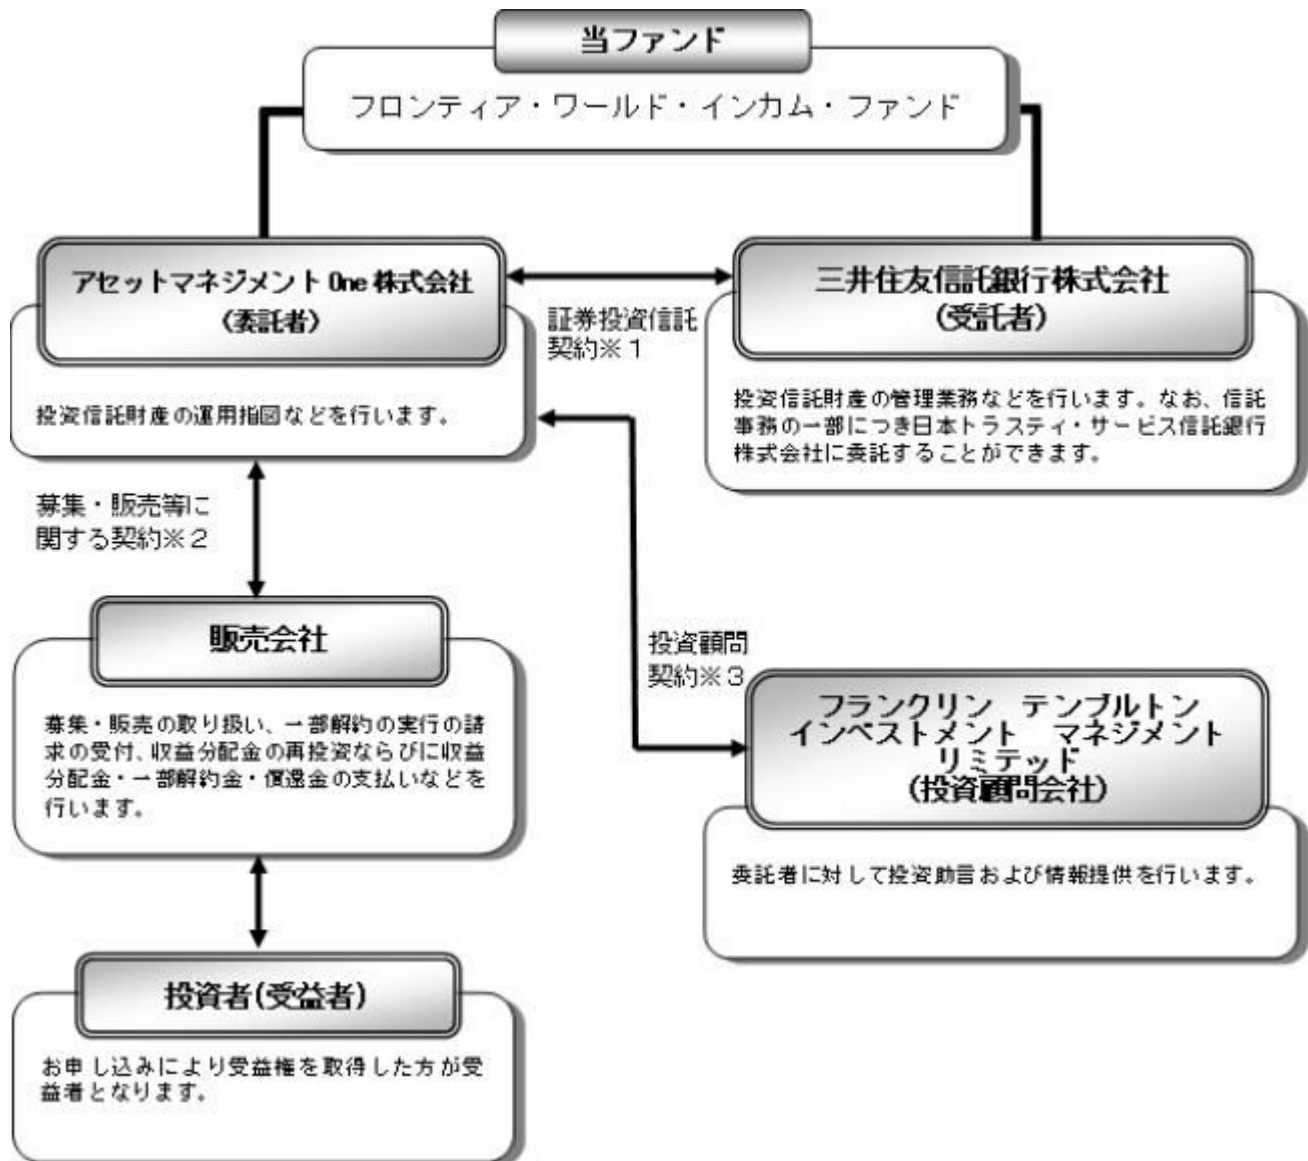 当ファンド
フロンティア・ワールド・インカム・ファンド
アセットマネジメント One 株式会社
（委託者）
投資信託財産の運用指図などを行います。
証券投資信託
契約※１
三井住友信託銀行株式会社
（受託者）
投資信託財産の管理業務などを行います。なお、信託
事務の一部につき日本トラスティ・サービス信託銀行
株式会社に委託することができます。
募集・販売等に
関する契約※２
販売会社
募集・販売の取り扱い、一部解約の実行の請
求の受付、収益分配金の再投資ならびに収益
分配金・一部解約金・償還金の支払いなどを
行います。
投資顧問
契約※３
フランクリン　テンプルトン
インベストメント　マネジメント
リミテッド
（投資顧問会社）
委託者に対して投資助言および情報提供を行います。
投資者(受益者)
お申し込みにより受益権を取得した方が受
益者となります。